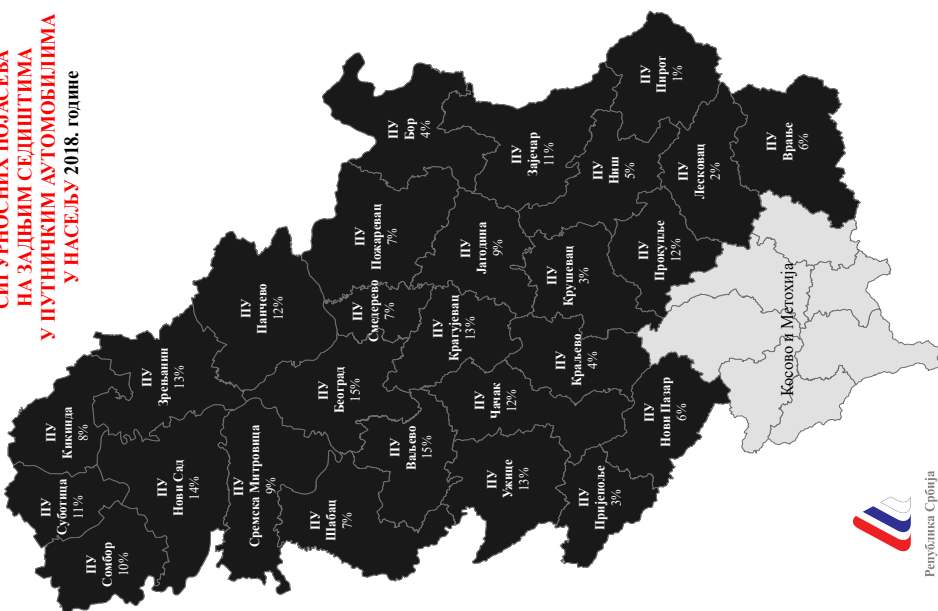 СИГУРНОСНИХ ПОЈАСЕВА
НА ЗАДЊИМ СЕДИШТИМА
У ПУТНИЧКИМ АУТОМОБИЛИМА
У НАСЕЉУ 2018. године
ПУ
Суботица
11%
ПУ
Сомбор
10%
ПУ
Кикинда
8%
ПУ
Нови Сад
14%
ПУ
Зрењанин
13%
ПУ
Сремска Митровица
9%
ПУ
Панчево
12%
ПУ
Шабац
7%
ПУ
Београд
15%
ПУ
Смедерево
7%
ПУ
Пожаревац
7%
ПУ
Бор
4%
ПУ
Ваљево
15%
ПУ
Крагујевац
13%
ПУ
Јагодина
9%
ПУ
Ужице
13%
ПУ
Чачак
12%
ПУ
Зајечар
11%
ПУ
Краљево
4%
ПУ
Крушевац
3%
ПУ
Пријепоље
3%
ПУ
Ниш
5%
ПУ
Нови Пазар
6%
ПУ
Прокупље
12%
ПУ
Пирот
1%
ПУ
Лесковац
2%
ПУ
Врање
6%
Косово и Метохија
Република Србија